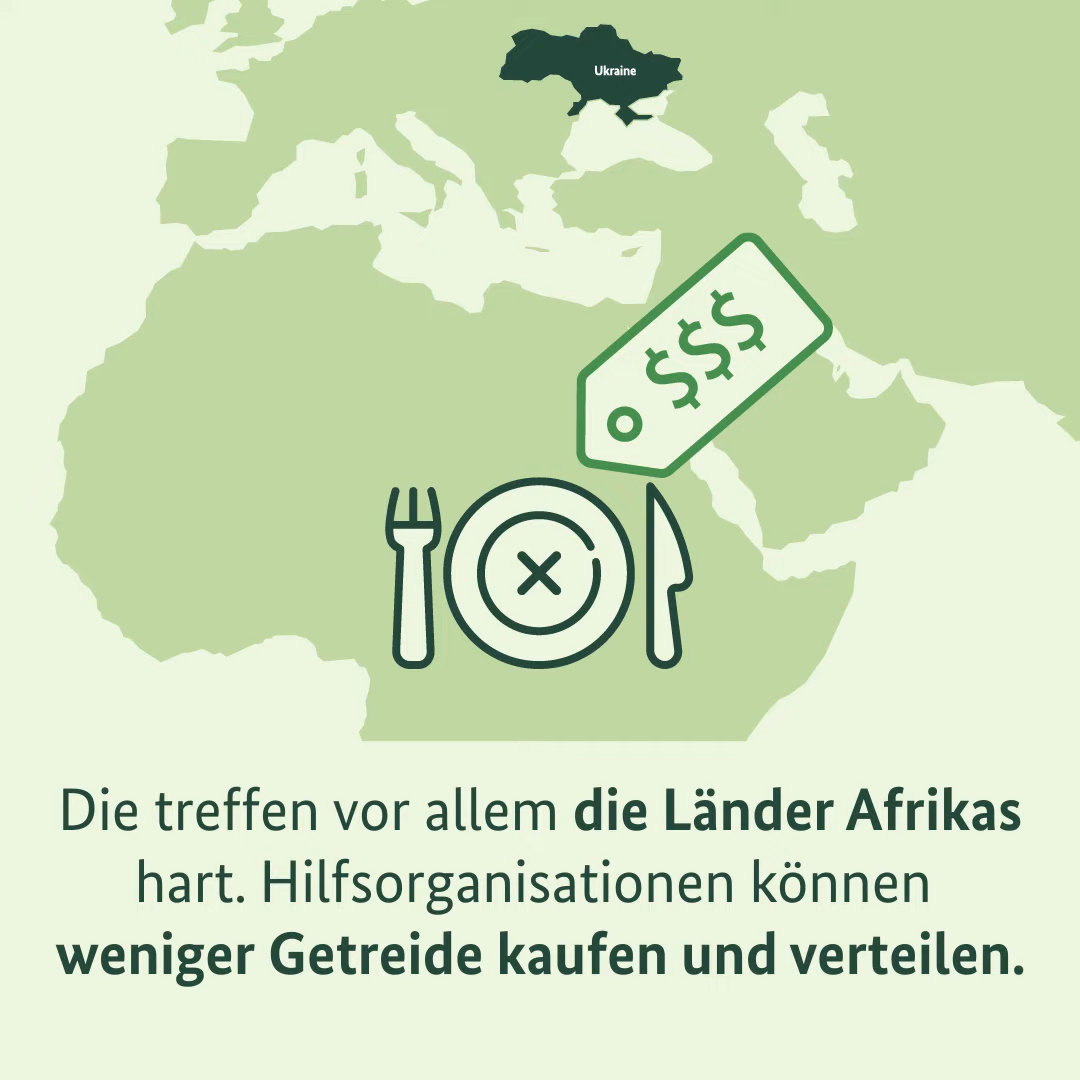 Ukraine
$$$
Die treffen vor allem die Länder Afrikas
hart. Hilfsorganisationen können
weniger Getreide kaufen und verteilen.